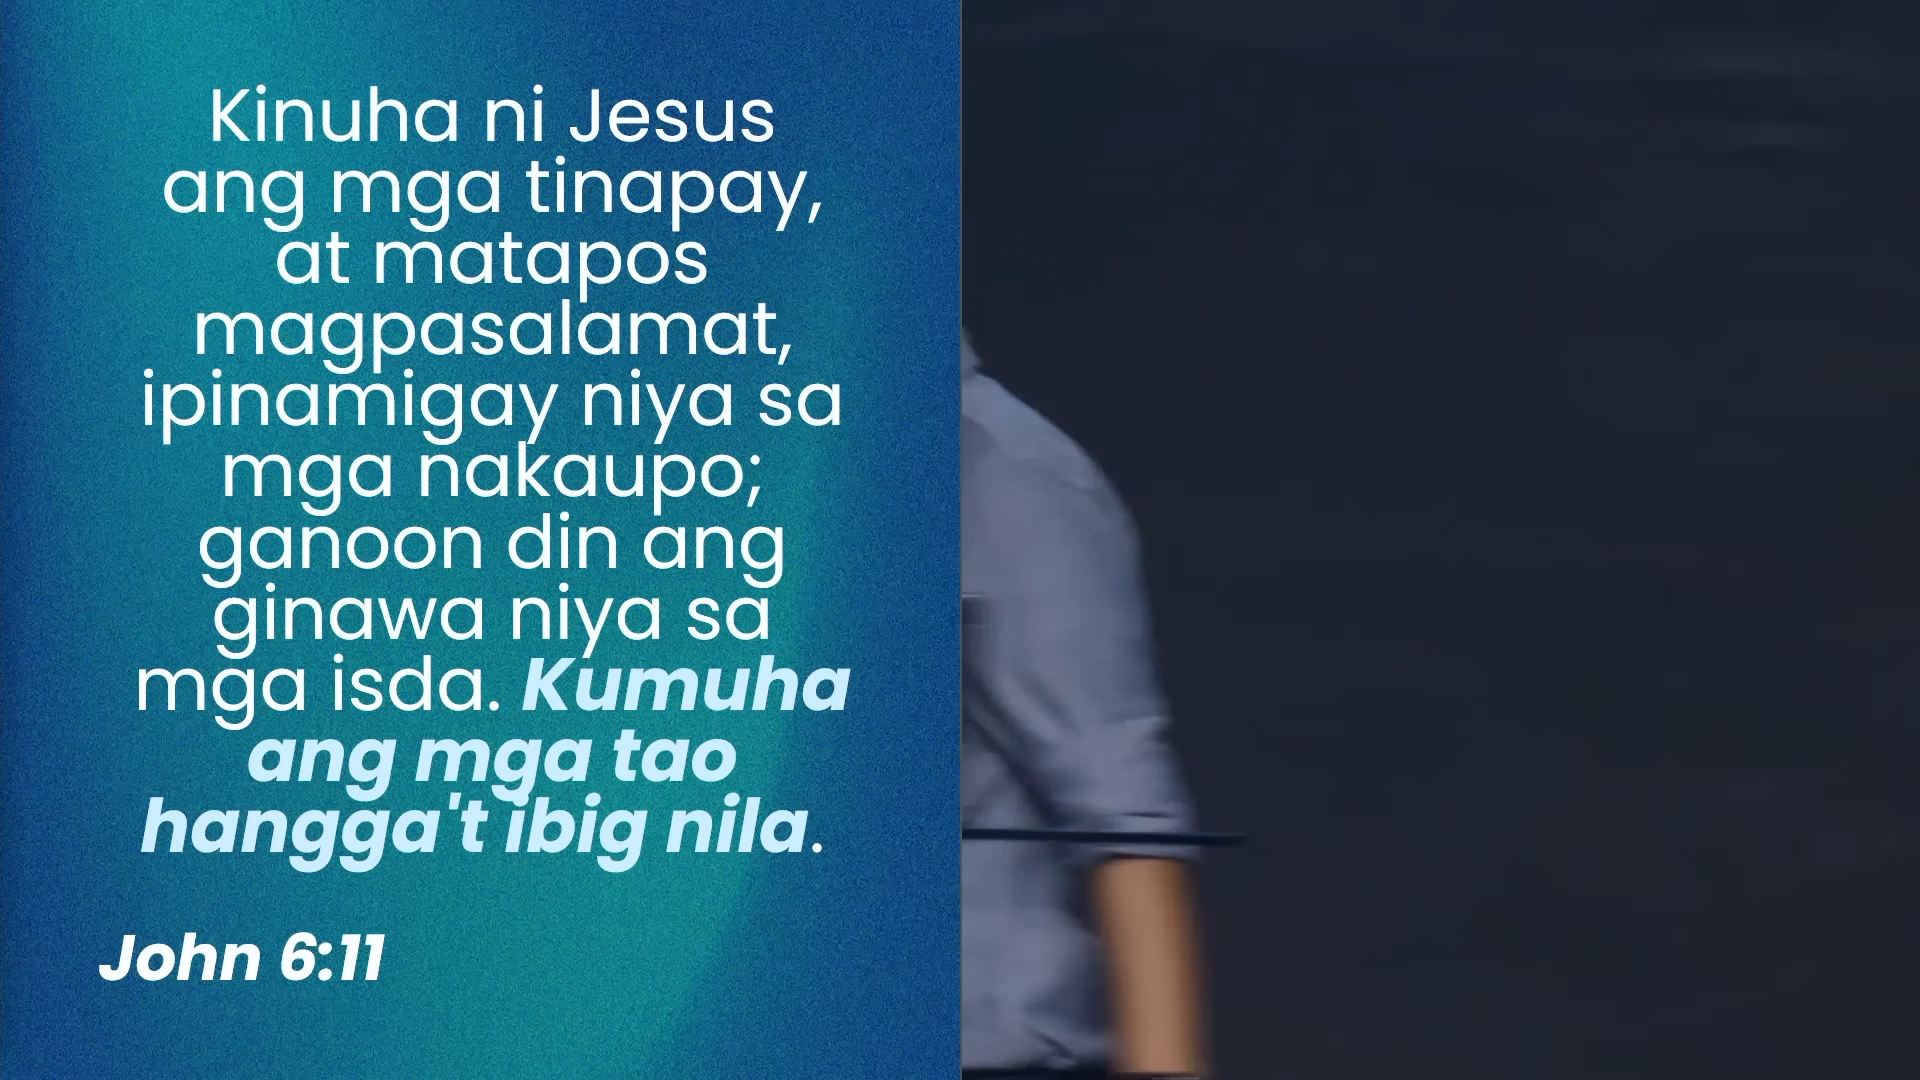 Kinuha ni Jesus
ang mga tinapay,
at matapos
magpasalamat,
ipinamigay niya sa
mga nakaupo;
ganoon din ang
ginawa niya sa
mga isda. Kumuha
ang mga tao
hangga't ibig nila.
John 6:11